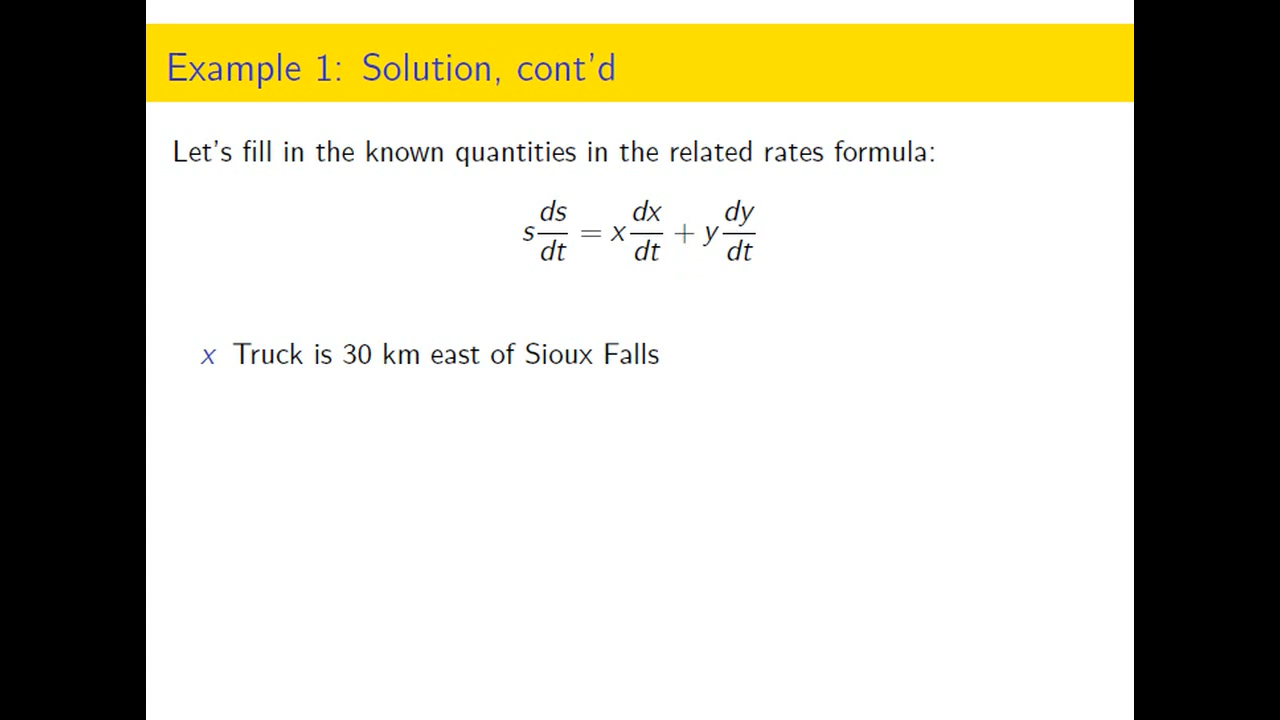 Example 1: Solution, cont'd
Let's fill in the known quantities in the related rates formula:
s ds/dt = x dx/dt + y dy/dt
x Truck is 30 km east of Sioux Falls